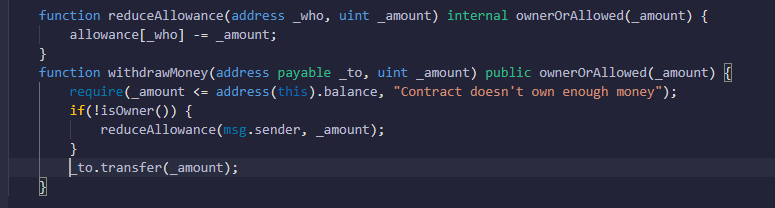 function reduceAllowance(address _who, uint _amount) internal ownerOrAllowed(_amount) {
    allowance[_who] -= _amount;
}
function withdrawMoney(address payable _to, uint _amount) public ownerOrAllowed(_amount) {
    require(_amount <= address(this).balance, "Contract doesn't own enough money");
    if(!isOwner()) {
        reduceAllowance(msg.sender, _amount);
    }
    _to.transfer(_amount);
}